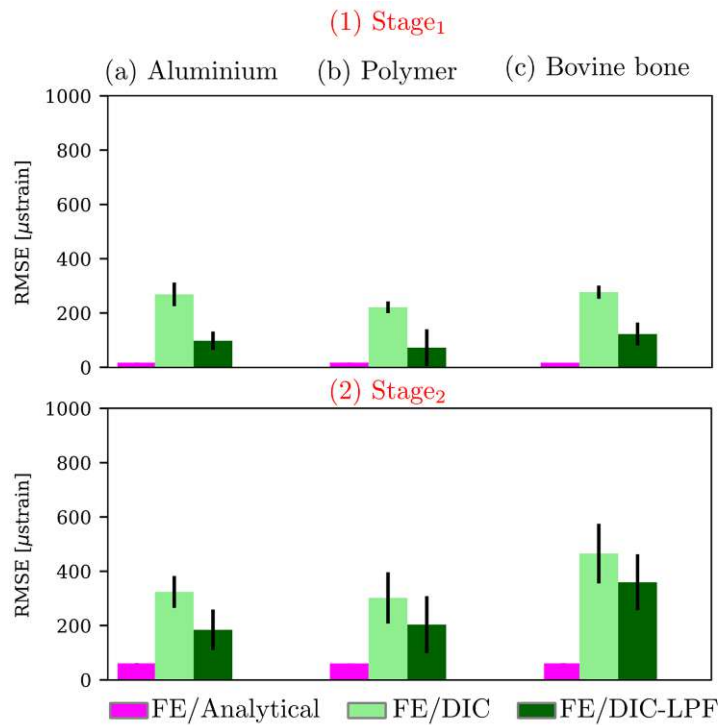 (1) Stage₁
(a) Aluminium (b) Polymer (c) Bovine bone
1000
800
600
400
200
0
RMSE [μstrain]
(2) Stage₂
1000
800
600
400
200
0
RMSE [μstrain]
FE/Analytical FE/DIC FE/DIC-LPF